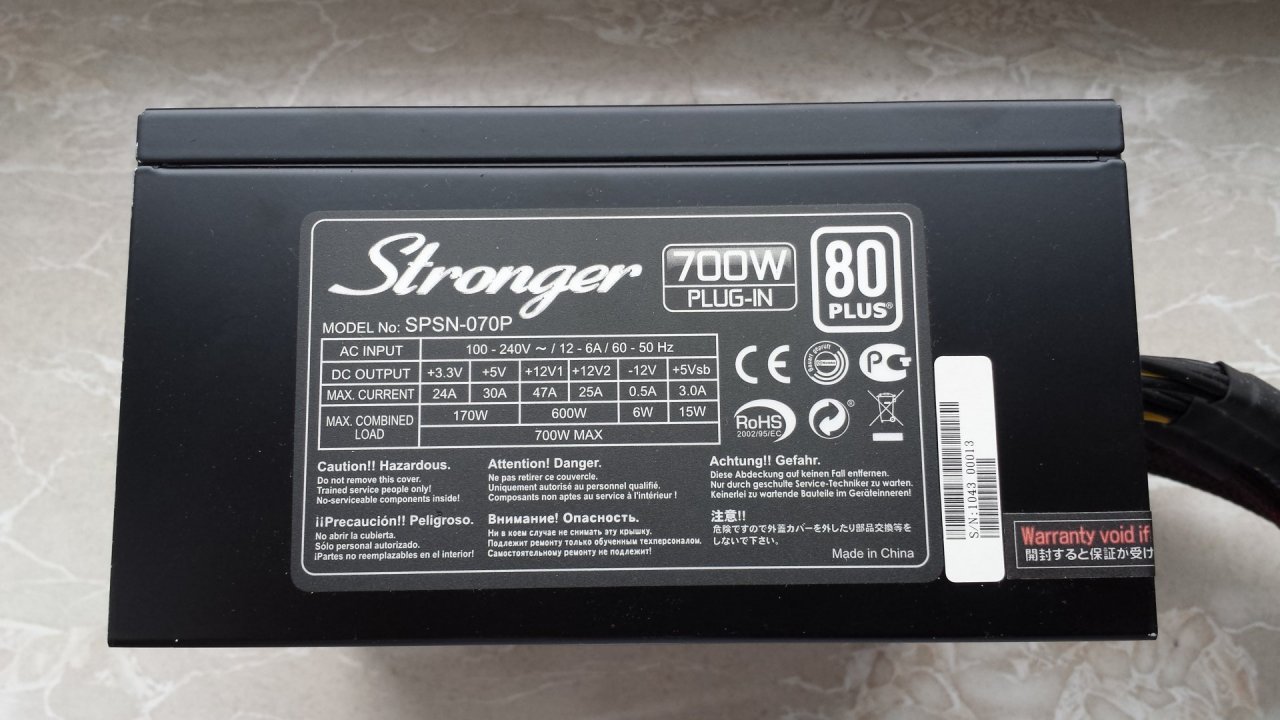 Stronger
700W
PLUG-IN
80
PLUS®
MODEL No: SPSN-070P
AC INPUT 100 - 240V ～ / 12 - 6A / 60 - 50 Hz
DC OUTPUT +3.3V +5V +12V1 +12V2 -12V +5Vsb
MAX. CURRENT 24A 30A 47A 25A 0.5A 3.0A
MAX. COMBINED LOAD 170W 600W 6W 15W
700W MAX
CE
PCT
RoHS
2002/95/EC
®
Caution!! Hazardous.
Do not remove this cover.
Trained service people only!
No-serviceable components inside!
Attention! Danger.
Ne pas retirer ce couvercle.
Uniquement autorisé au personnel qualifié.
Composants non aptes au service à l'intérieur !
Achtung!! Gefahr.
Diese Abdeckung auf keinen Fall entfernen.
Nur durch geschulte Service-Techniker zu warten.
Keinerlei zu wartende Bauteile im Geräteinneren!
¡¡Precaución!! Peligroso.
No abrir la cubierta.
Sólo personal autorizado.
¡Partes no reemplazables en el interior!
Внимание! Опасность.
Ни в коем случае не снимать эту крышку.
Подлежит ремонту только обученным техперсоналом.
Самостоятельному ремонту не подлежит!
注意!!
危険ですので外蓋カバーを外したり部品交換等を
しないで下さい。
Made in China
S/N:1043 00013
Warranty void if
開封すると保証が受け